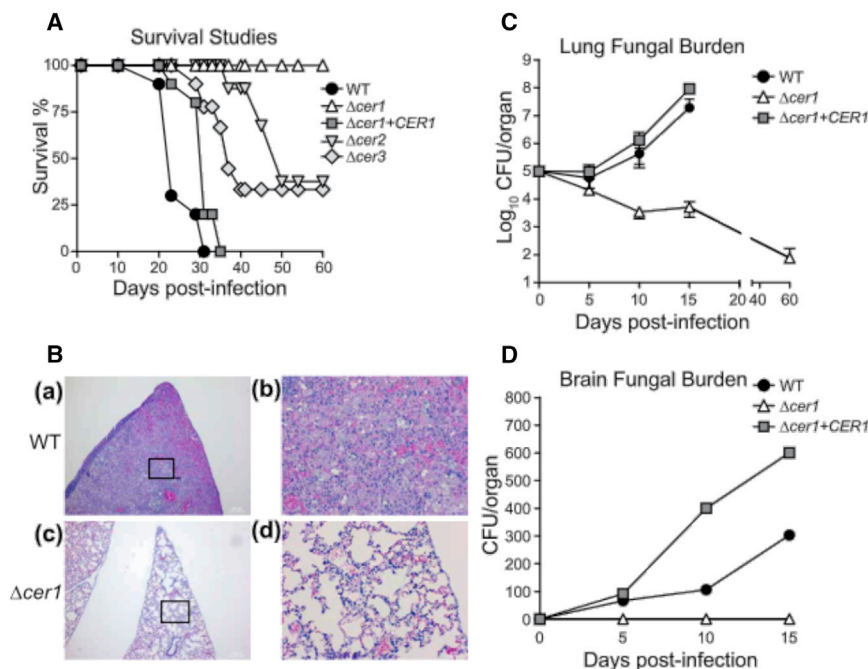 A
Survival Studies
100
75
50
25
0
Survival %
0 10 20 30 40 50 60
Days post-infection
WT
Δcer1
Δcer1+CER1
Δcer2
Δcer3
B
(a)
(b)
WT
(c)
(d)
Δcer1
C
Lung Fungal Burden
9
8
7
6
5
4
3
2
1
Log10 CFU/organ
0 5 10 15 20 40 60
Days post-infection
WT
Δcer1
Δcer1+CER1
D
Brain Fungal Burden
800
700
600
500
400
300
200
100
0
CFU/organ
0 5 10 15
Days post-infection
WT
Δcer1
Δcer1+CER1